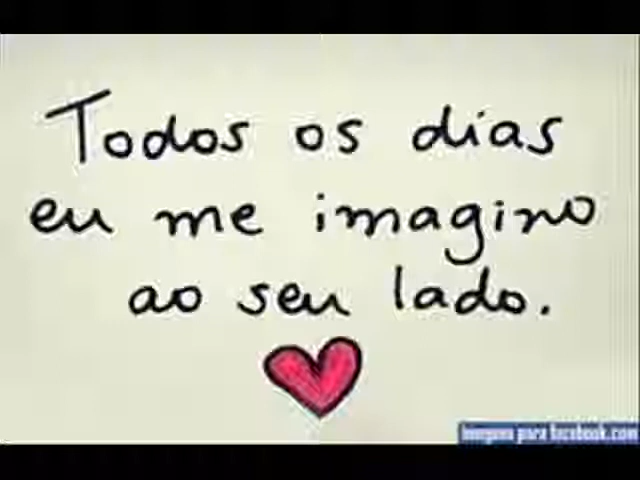 Todos os dias
eu me imagino
ao seu lado.
Imagens para facebook.com